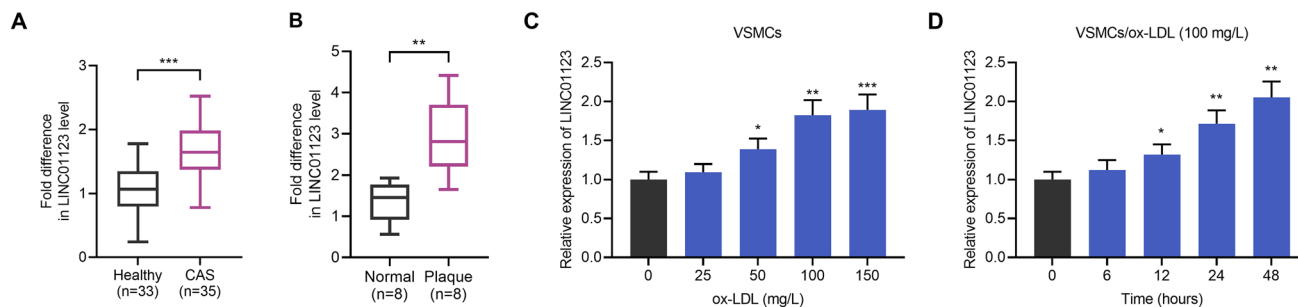 A
Fold difference
in LINC01123 level
3
2
1
0
***
Healthy
(n=33)
CAS
(n=35)
B
Fold difference
in LINC01123 level
5
4
3
2
1
0
**
Normal
(n=8)
Plaque
(n=8)
C
VSMCs
Relative expression of LINC01123
2.5
2.0
1.5
1.0
0.5
0.0
*
**
***
0 25 50 100 150
ox-LDL (mg/L)
D
VSMCs/ox-LDL (100 mg/L)
Relative expression of LINC01123
2.5
2.0
1.5
1.0
0.5
0.0
*
**
**
0 6 12 24 48
Time (hours)